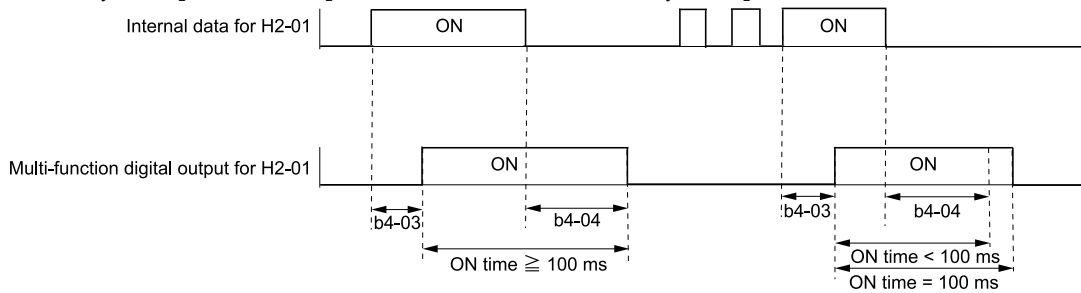 Internal data for H2-01
ON
ON
Multi-function digital output for H2-01
ON
ON
b4-03
b4-04
b4-03
b4-04
ON time ≧ 100 ms
ON time < 100 ms
ON time = 100 ms